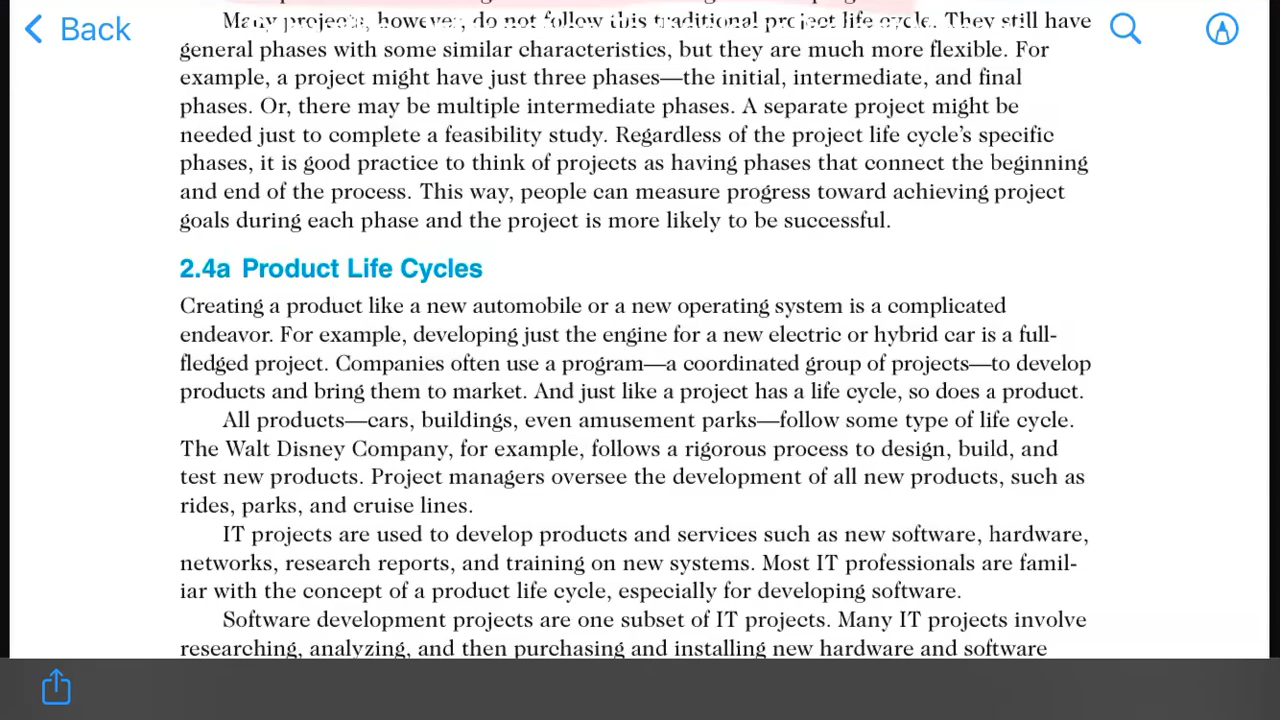 Back
Many projects, however, do not follow this traditional project life cycle. They still have
general phases with some similar characteristics, but they are much more flexible. For
example, a project might have just three phases—the initial, intermediate, and final
phases. Or, there may be multiple intermediate phases. A separate project might be
needed just to complete a feasibility study. Regardless of the project life cycle’s specific
phases, it is good practice to think of projects as having phases that connect the beginning
and end of the process. This way, people can measure progress toward achieving project
goals during each phase and the project is more likely to be successful.
2.4a Product Life Cycles
Creating a product like a new automobile or a new operating system is a complicated
endeavor. For example, developing just the engine for a new electric or hybrid car is a full-
fledged project. Companies often use a program—a coordinated group of projects—to develop
products and bring them to market. And just like a project has a life cycle, so does a product.
All products—cars, buildings, even amusement parks—follow some type of life cycle.
The Walt Disney Company, for example, follows a rigorous process to design, build, and
test new products. Project managers oversee the development of all new products, such as
rides, parks, and cruise lines.
IT projects are used to develop products and services such as new software, hardware,
networks, research reports, and training on new systems. Most IT professionals are famil-
iar with the concept of a product life cycle, especially for developing software.
Software development projects are one subset of IT projects. Many IT projects involve
researching, analyzing, and then purchasing and installing new hardware and software